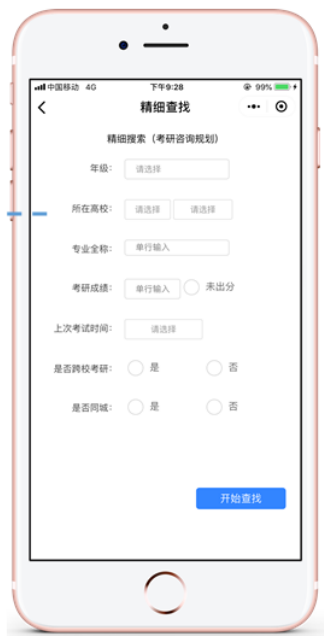 中国移动 4G 下午9:28 99%
精细查找
精细搜索（考研咨询规划）
年级： 请选择
所在高校： 请选择 请选择
专业全称： 单行输入
考研成绩： 单行输入 未出分
上次考试时间： 请选择
是否跨校考研： 是 否
是否同城： 是 否
开始查找